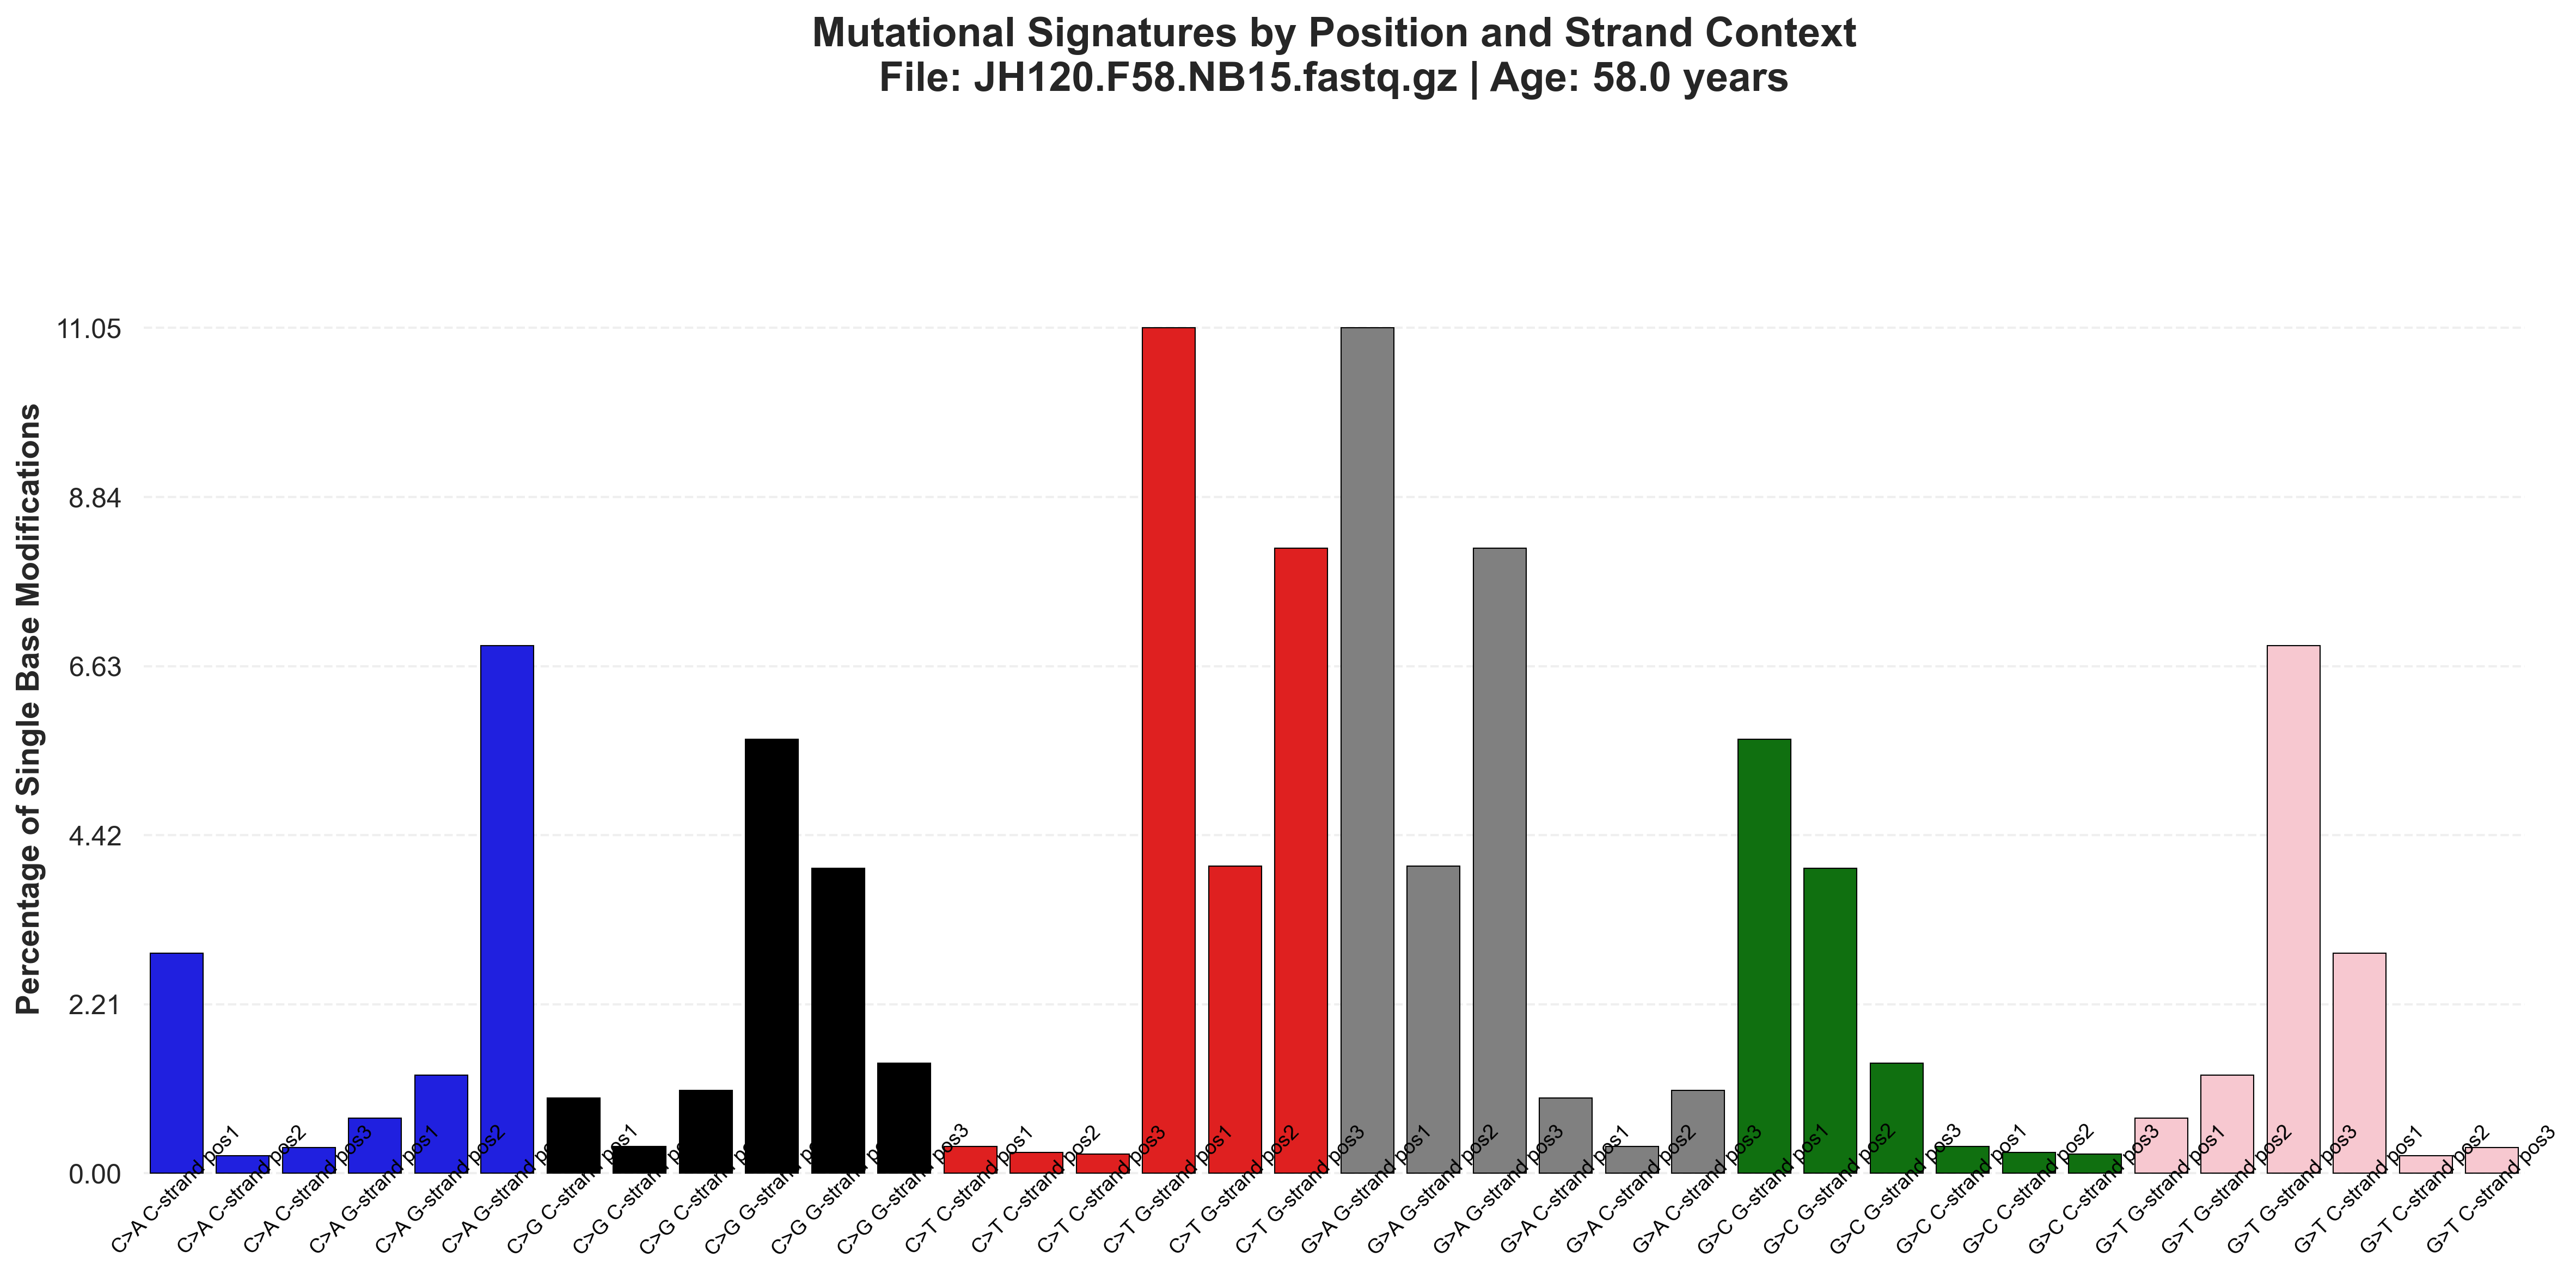 Mutational Signatures by Position and Strand Context
File: JH120.F58.NB15.fastq.gz | Age: 58.0 years
Percentage of Single Base Modifications
11.05
8.84
6.63
4.42
2.21
0.00
C>A C-strand pos1
C>A C-strand pos2
C>A C-strand pos3
C>A G-strand pos1
C>A G-strand pos2
C>A G-strand
C>G C-strand pos1
C>G C-strand
C>G C-strand
C>G G-strand
C>G G-strand
C>G G-strand pos3
C>T C-strand pos1
C>T C-strand pos2
C>T C-strand pos3
C>T G-strand pos1
C>T G-strand pos2
C>T G-strand pos3
G>A G-strand pos1
G>A G-strand pos2
G>A G-strand pos3
G>A C-strand pos1
G>A C-strand pos2
G>A C-strand pos3
G>C G-strand pos1
G>C G-strand pos2
G>C G-strand pos3
G>C C-strand pos1
G>C C-strand pos2
G>C C-strand pos3
G>T G-strand pos1
G>T G-strand pos2
G>T G-strand pos3
G>T C-strand pos1
G>T C-strand pos2
G>T C-strand pos3